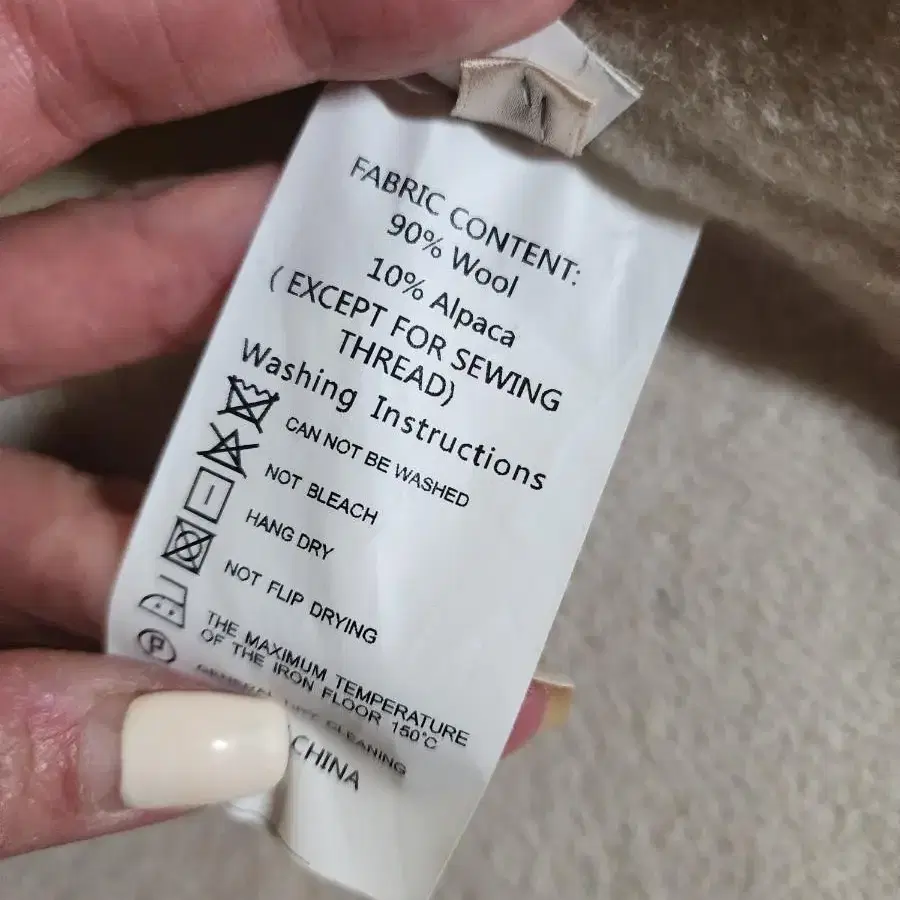 FABRIC CONTENT:
90% Wool
10% Alpaca
( EXCEPT FOR SEWING
THREAD)
Washing Instructions
CAN NOT BE WASHED
NOT BLEACH
HANG DRY
NOT FLIP DRYING
THE MAXIMUM TEMPERATURE
OF THE IRON FLOOR 150°C
P
CLEANING
CHINA